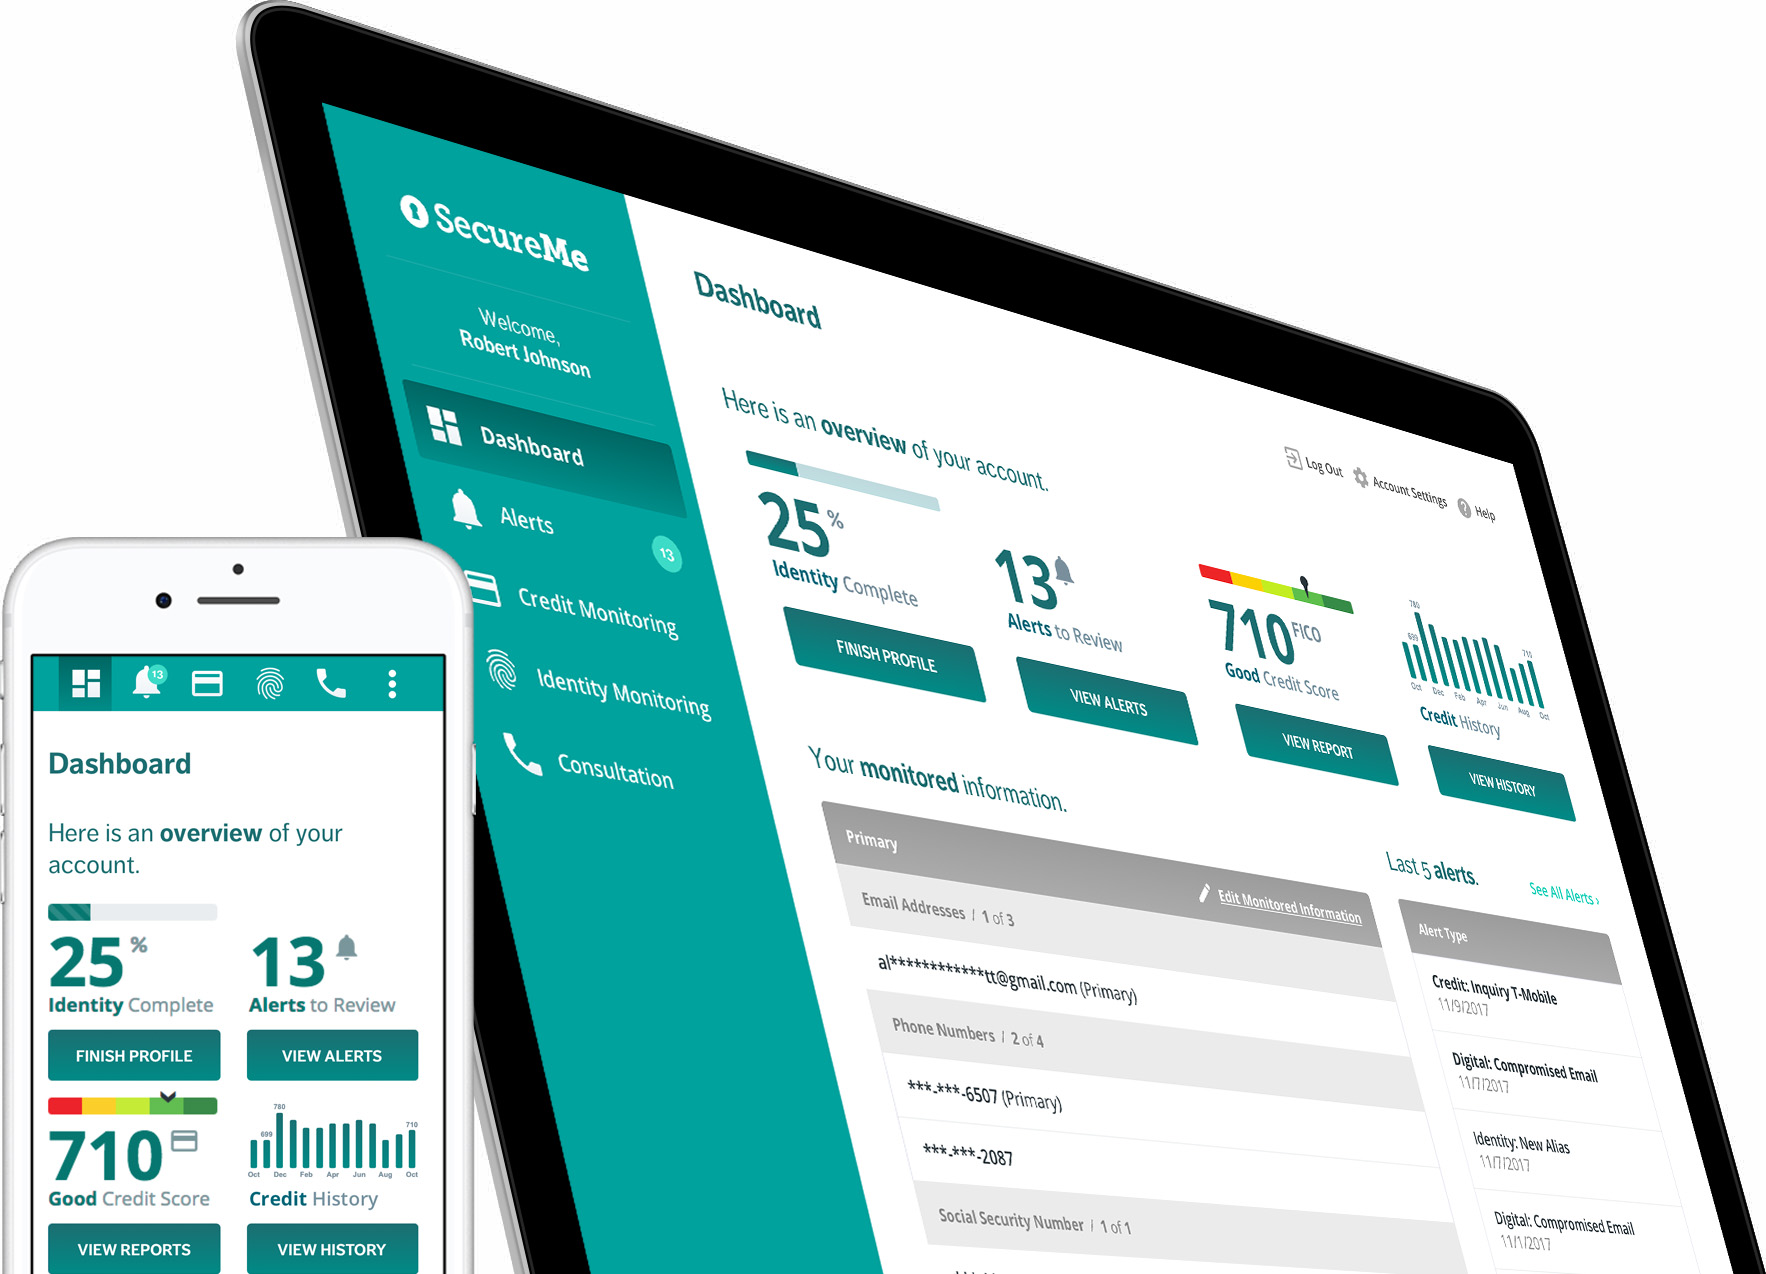 SecureMe
Welcome,
Robert Johnson
Dashboard
Alerts
13
Credit Monitoring
Identity Monitoring
Consultation
Dashboard
Log Out
Account Settings
Help
Here is an overview of your account.
25%
Identity Complete
FINISH PROFILE
13
Alerts to Review
VIEW ALERTS
710 FICO
Good Credit Score
VIEW REPORT
780
699
710
Oct Dec Feb Apr Jun Aug Oct
Credit History
VIEW HISTORY
Your monitored information.
Primary
Edit Monitored Information
Email Addresses / 1 of 3
al************tt@gmail.com (Primary)
Phone Numbers / 2 of 4
***-***-6507 (Primary)
***-***-2087
Social Security Number / 1 of 1
Last 5 alerts.
See All Alerts ›
Alert Type
Credit: Inquiry T-Mobile
11/9/2017
Digital: Compromised Email
11/7/2017
Identity: New Alias
11/7/2017
Digital: Compromised Email
11/1/2017
13
Dashboard
Here is an overview of your
account.
25%
Identity Complete
FINISH PROFILE
13
Alerts to Review
VIEW ALERTS
710
Good Credit Score
VIEW REPORTS
780
699
710
Oct Dec Feb Apr Jun Aug Oct
Credit History
VIEW HISTORY